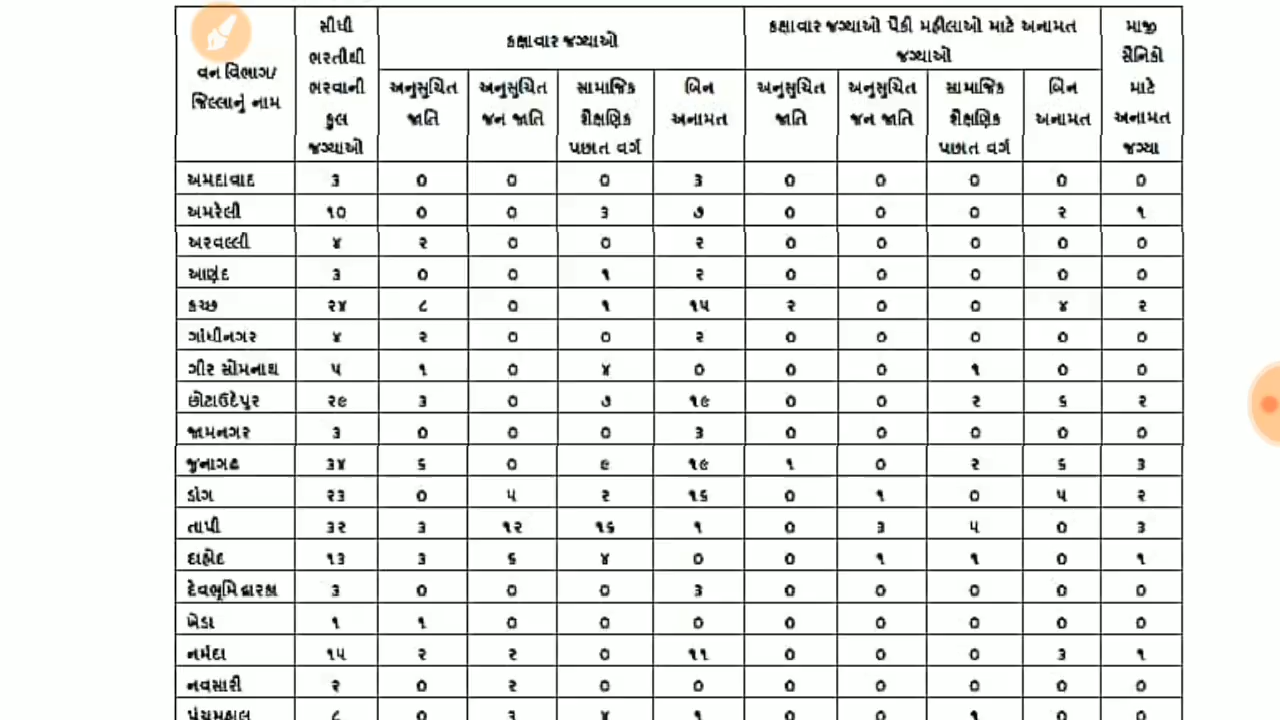 વન વિભાગ/ જિલ્લાનું નામ | સીધી ભરતીથી ભરવાની કુલ જગ્યાઓ | કક્ષાવાર જગ્યાઓ | કક્ષાવાર જગ્યાઓ પૈકી મહીલાઓ માટે અનામત જગ્યાઓ | માજી સૈનિકો માટે અનામત જગ્યા
અનુસુચિત જાતિ | અનુસુચિત જન જાતિ | સામાજિક શૈક્ષણિક પછાત વર્ગ | બિન અનામત | અનુસુચિત જાતિ | અનુસુચિત જન જાતિ | સામાજિક શૈક્ષણિક પછાત વર્ગ | બિન અનામત
અમદાવાદ ૩ ૦ ૦ ૦ ૩ ૦ ૦ ૦ ૦ ૦
અમરેલી ૧૦ ૦ ૦ ૩ ૭ ૦ ૦ ૦ ૨ ૧
અરવલ્લી ૪ ૨ ૦ ૦ ૨ ૦ ૦ ૦ ૦ ૦
આણંદ ૩ ૦ ૦ ૧ ૨ ૦ ૦ ૦ ૦ ૦
કચ્છ ૨૪ ૮ ૦ ૧ ૧૫ ૨ ૦ ૦ ૪ ૨
ગાંધીનગર ૪ ૨ ૦ ૦ ૨ ૦ ૦ ૦ ૦ ૦
ગીર સોમનાથ ૫ ૧ ૦ ૪ ૦ ૦ ૦ ૧ ૦ ૦
છોટાઉદેપુર ૨૯ ૩ ૦ ૭ ૧૯ ૦ ૦ ૨ ૬ ૨
જામનગર ૩ ૦ ૦ ૦ ૩ ૦ ૦ ૦ ૦ ૦
જુનાગઢ ૩૪ ૬ ૦ ૯ ૧૯ ૧ ૦ ૨ ૬ ૩
ડાંગ ૨૩ ૦ ૫ ૨ ૧૬ ૦ ૧ ૦ ૫ ૨
તાપી ૩૨ ૩ ૧૨ ૧૬ ૧ ૦ ૩ ૫ ૦ ૩
દાહોદ ૧૩ ૩ ૬ ૪ ૦ ૦ ૧ ૧ ૦ ૧
દેવભૂમિદ્વારકા ૩ ૦ ૦ ૦ ૩ ૦ ૦ ૦ ૦ ૦
ખેડા ૧ ૧ ૦ ૦ ૦ ૦ ૦ ૦ ૦ ૦
નર્મદા ૧૫ ૨ ૨ ૦ ૧૧ ૦ ૦ ૦ ૩ ૧
નવસારી ૨ ૦ ૨ ૦ ૦ ૦ ૦ ૦ ૦ ૦
પંચમહાલ ૮ ૦ ૩ ૪ ૧ ૦ ૦ ૧ ૦ ૦